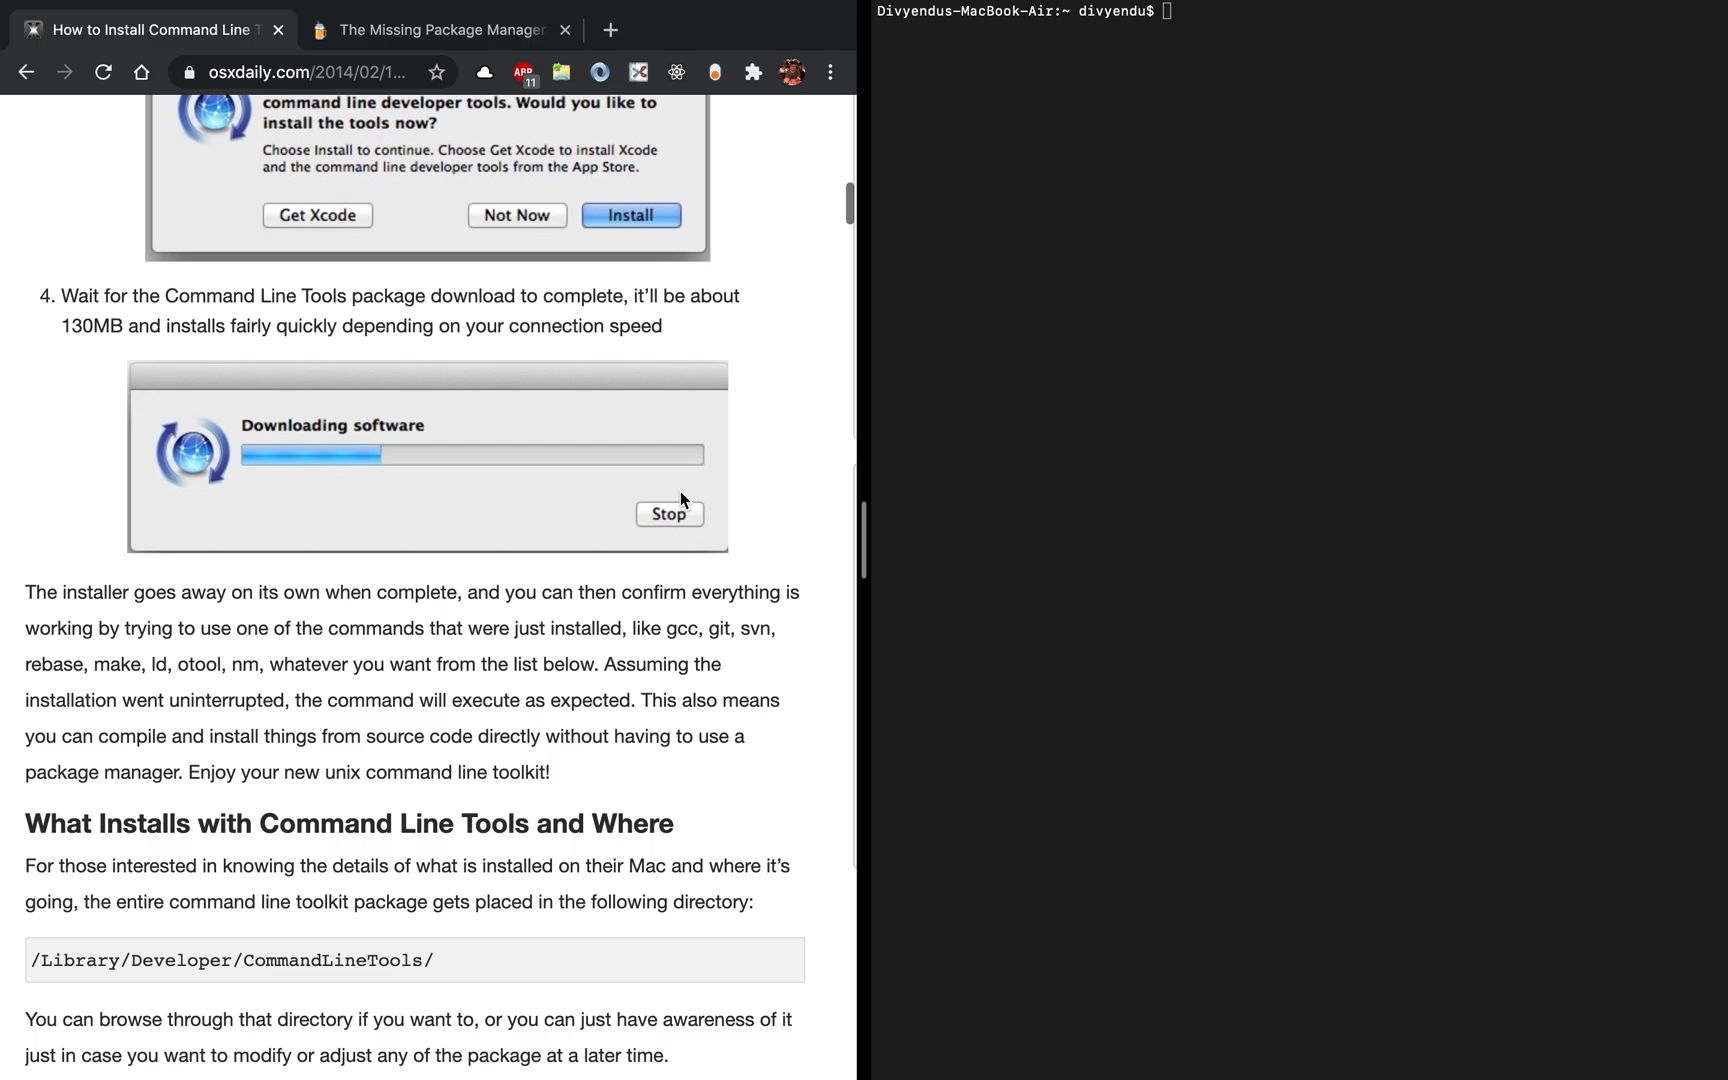 How to Install Command Line T
The Missing Package Manager
Divyendus-MacBook-Air:~ divyendu$
osxdaily.com/2014/02/1...
ABP
11
command line developer tools. Would you like to
install the tools now?
Choose Install to continue. Choose Get Xcode to install Xcode
and the command line developer tools from the App Store.
Get Xcode
Not Now
Install
4. Wait for the Command Line Tools package download to complete, it’ll be about
130MB and installs fairly quickly depending on your connection speed
Downloading software
Stop
The installer goes away on its own when complete, and you can then confirm everything is
working by trying to use one of the commands that were just installed, like gcc, git, svn,
rebase, make, ld, otool, nm, whatever you want from the list below. Assuming the
installation went uninterrupted, the command will execute as expected. This also means
you can compile and install things from source code directly without having to use a
package manager. Enjoy your new unix command line toolkit!
What Installs with Command Line Tools and Where
For those interested in knowing the details of what is installed on their Mac and where it’s
going, the entire command line toolkit package gets placed in the following directory:
/Library/Developer/CommandLineTools/
You can browse through that directory if you want to, or you can just have awareness of it
just in case you want to modify or adjust any of the package at a later time.